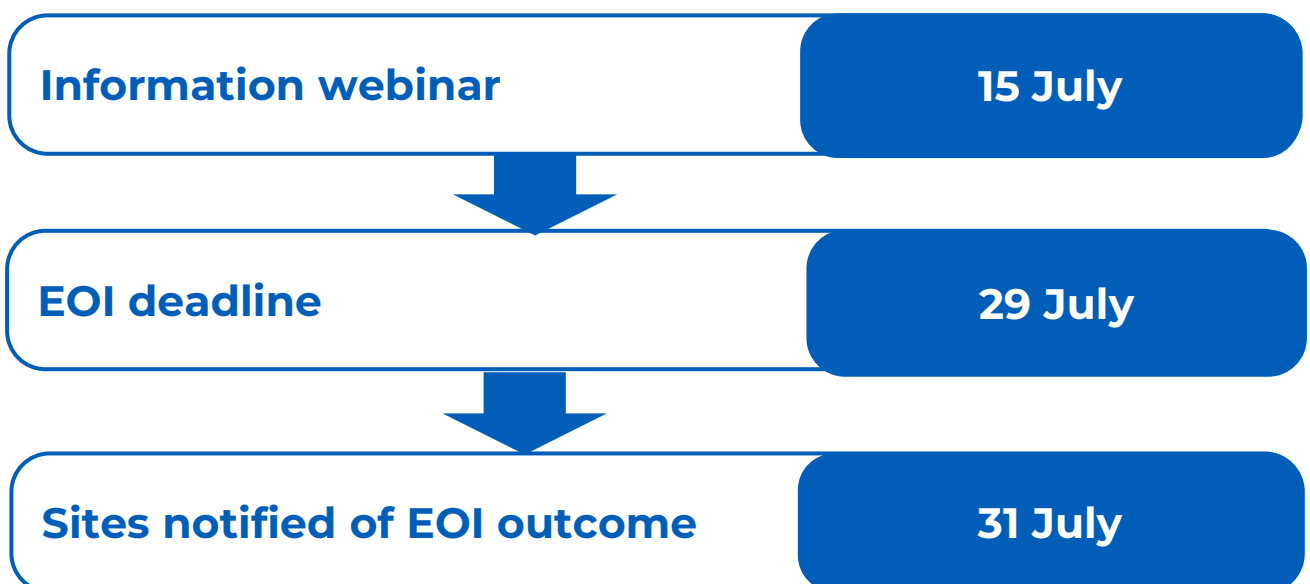 Information webinar
15 July
EOI deadline
29 July
Sites notified of EOI outcome
31 July